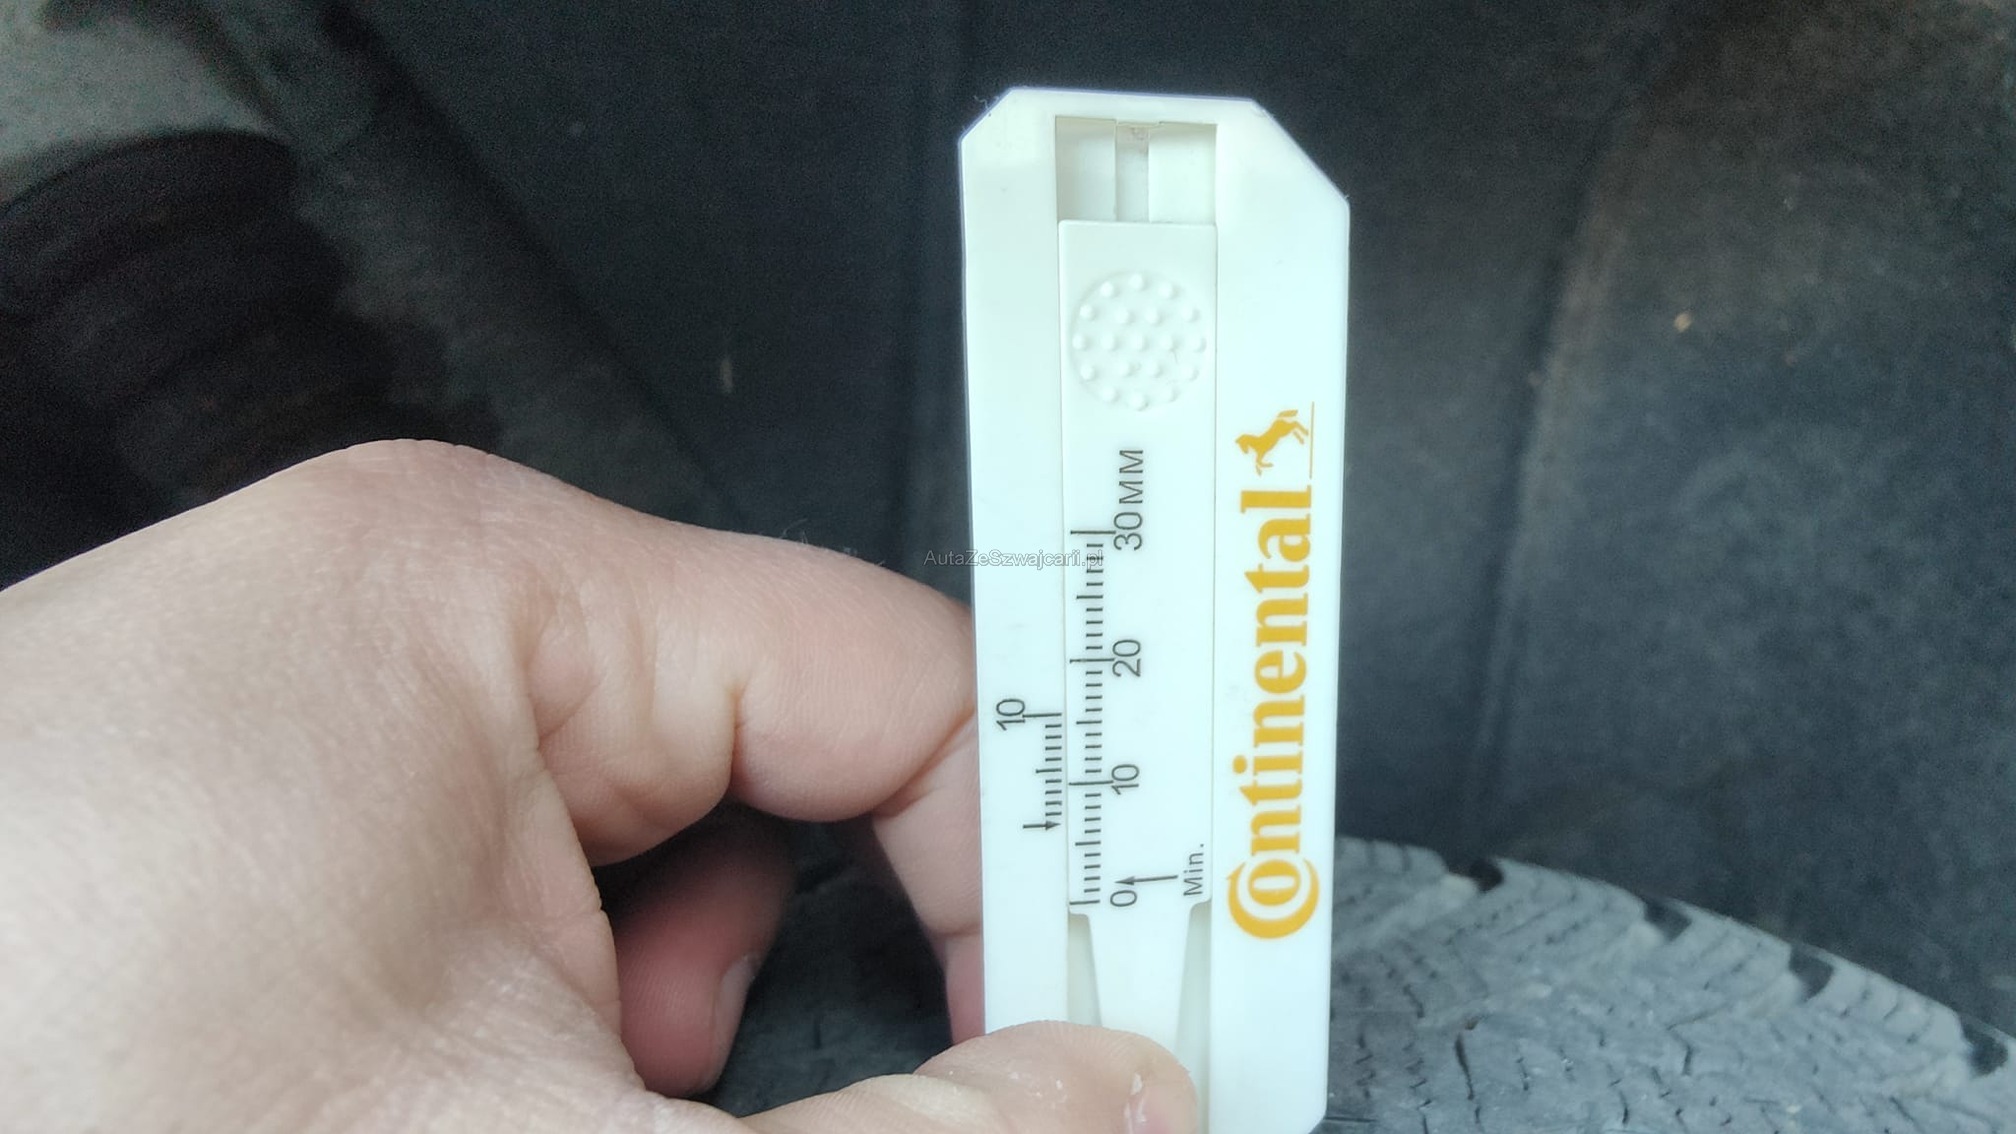 30MM
20
10
10
0
Min.
Continental
AutaZeSzwajcarii.pl